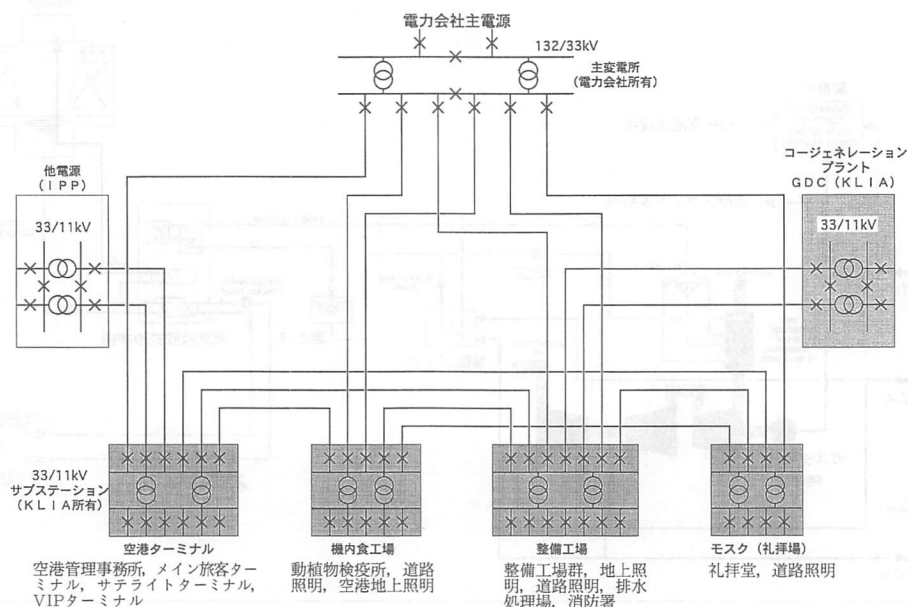 電力会社主電源
132/33kV
主変電所
(電力会社所有)
他電源
(IPP)
33/11kV
コージェネレーション
プラント
GDC(KLIA)
33/11kV
33/11kV
サブステーション
(KLIA所有)
空港ターミナル
空港管理事務所, メイン旅客ター
ミナル, サテライトターミナル,
VIPターミナル
機内食工場
動植物検疫所, 道路
照明, 空港地上照明
整備工場
整備工場群, 地上照
明, 道路照明, 排水
処理場, 消防署
モスク(礼拝場)
礼拝堂, 道路照明